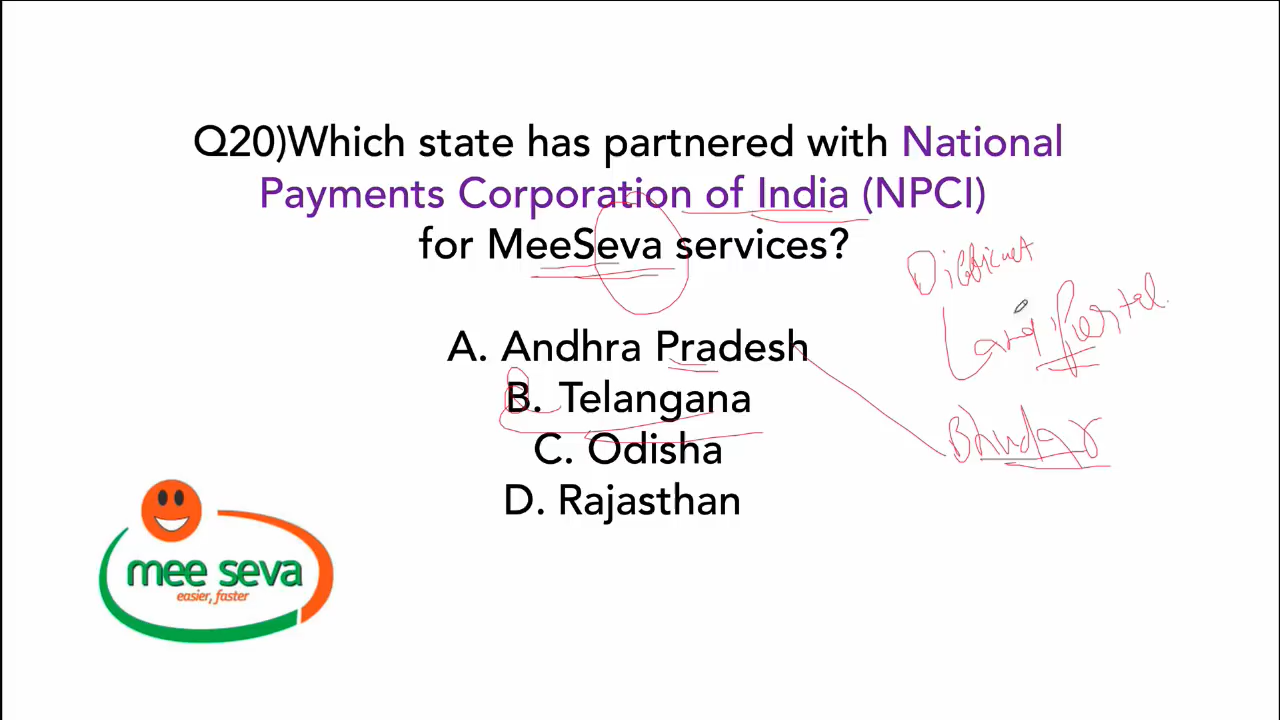 Q20)Which state has partnered with National
Payments Corporation of India (NPCI)
for MeeSeva services?
A. Andhra Pradesh
B. Telangana
C. Odisha
D. Rajasthan
Land Portal
Bhudar
mee seva
easier, faster